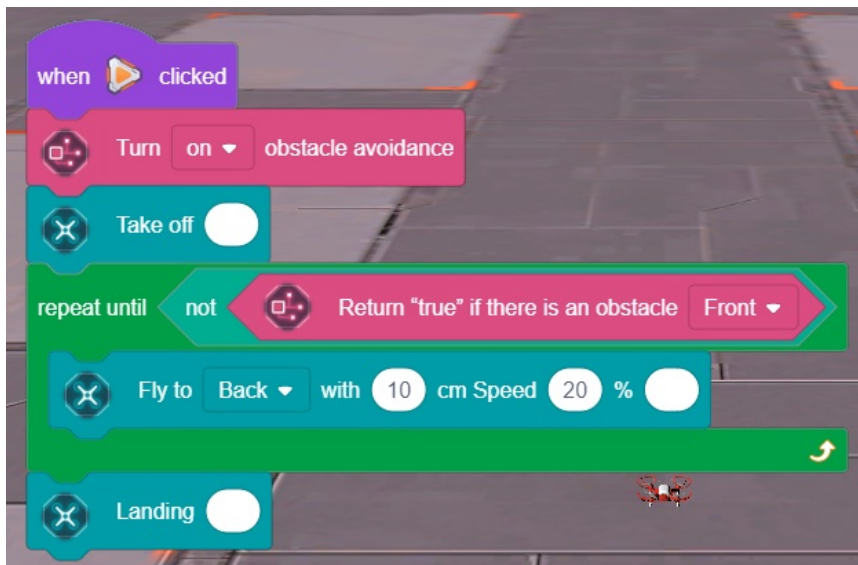 when clicked
Turn on obstacle avoidance
Take off
repeat until not Return “true” if there is an obstacle Front
Fly to Back with 10 cm Speed 20 %
Landing